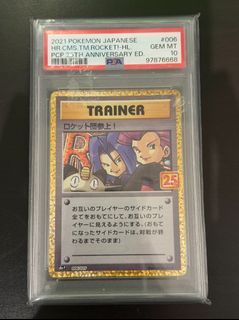 2021 POKEMON JAPANESE #006
HR.CMS.TM.ROCKET!-HL. GEM MT
PCP 25TH ANNIVERSARY ED. 10
PSA 97876668
TRAINER
ロケット団参上！
R
25
お互いのプレイヤーのサイドカード
全てをおもてにして、お互いのプレ
イヤーに見えるようにする。（おもて
になったサイドカードは、対戦が終
わるまでそのまま）